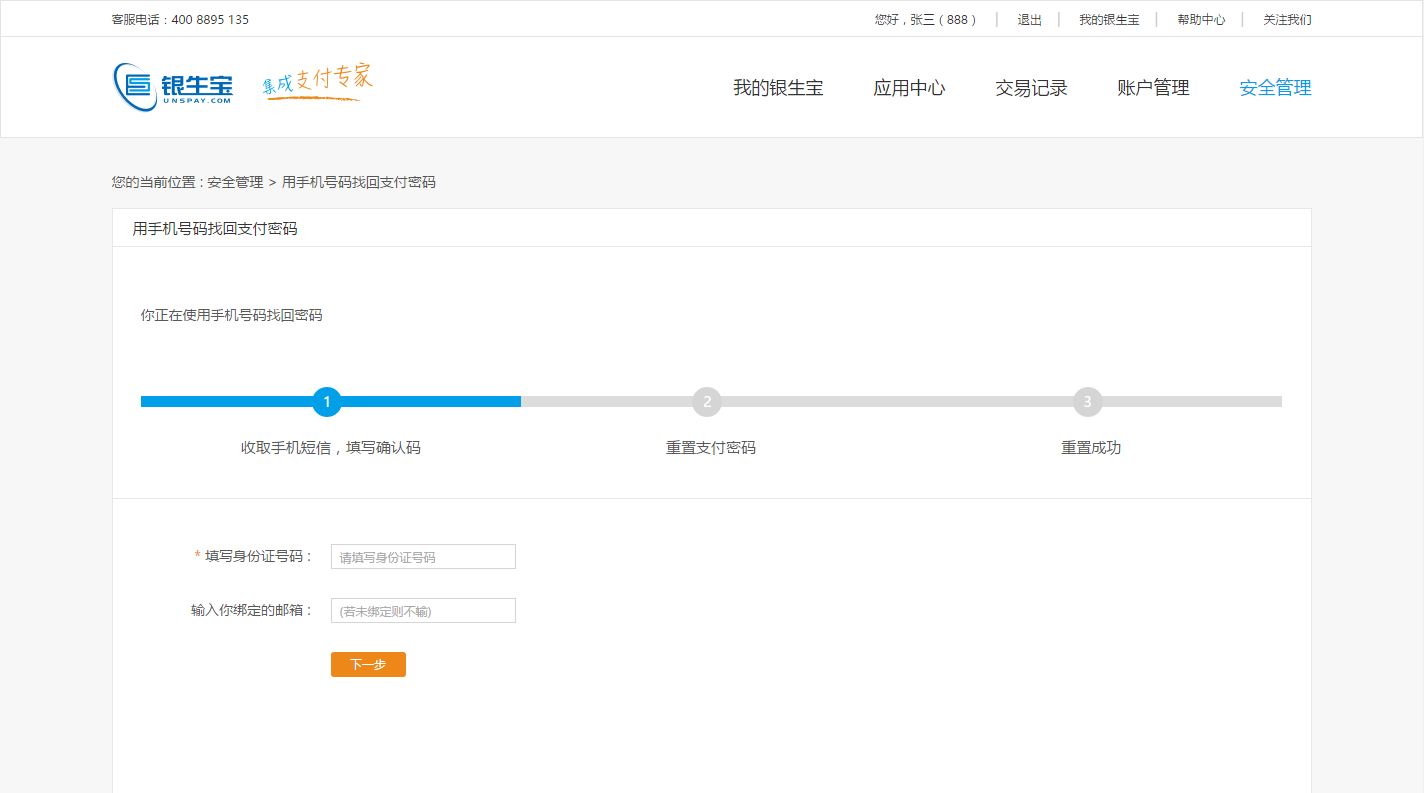 客服电话：400 8895 135
您好，张三（888）
退出
我的银生宝
帮助中心
关注我们
银生宝
UNSPAY.COM
集成支付专家
我的银生宝
应用中心
交易记录
账户管理
安全管理
您的当前位置：安全管理 > 用手机号码找回支付密码
用手机号码找回支付密码
你正在使用手机号码找回密码
1
2
3
收取手机短信，填写确认码
重置支付密码
重置成功
* 填写身份证号码：
请填写身份证号码
输入你绑定的邮箱：
(若未绑定则不输)
下一步